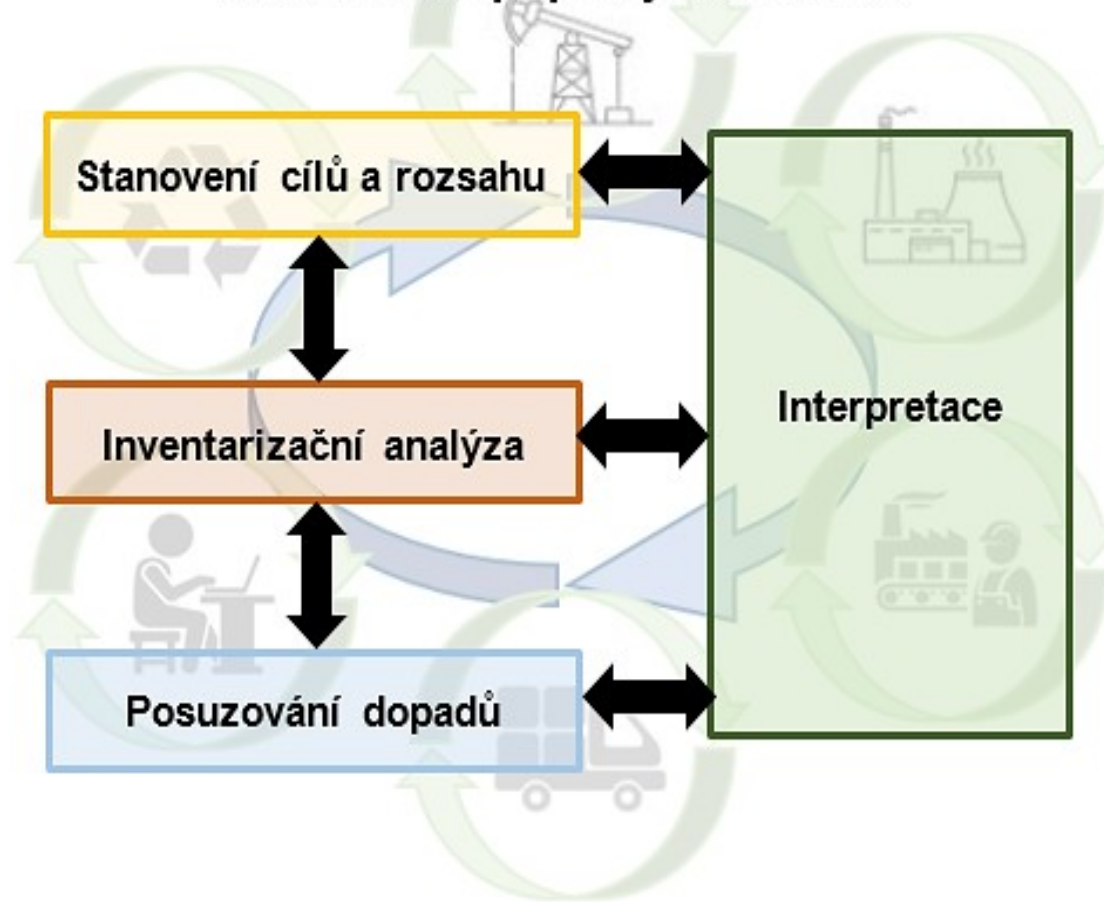 Stanovení cílů a rozsahu
Inventarizační analýza
Interpretace
Posuzování dopadů